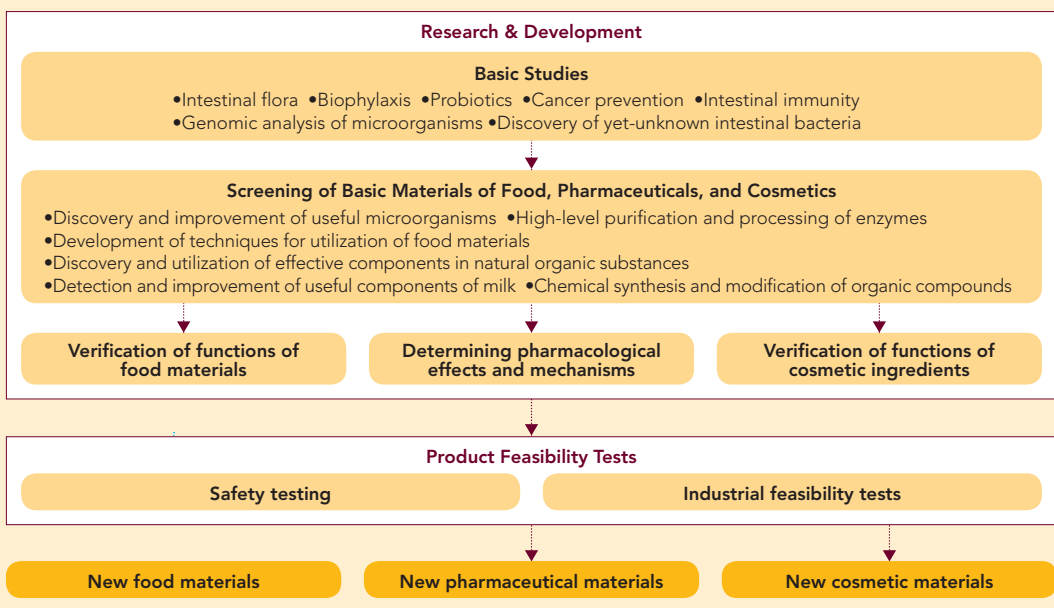 Research & Development
Basic Studies
•Intestinal flora •Biophylaxis •Probiotics •Cancer prevention •Intestinal immunity
•Genomic analysis of microorganisms •Discovery of yet-unknown intestinal bacteria
Screening of Basic Materials of Food, Pharmaceuticals, and Cosmetics
•Discovery and improvement of useful microorganisms •High-level purification and processing of enzymes
•Development of techniques for utilization of food materials
•Discovery and utilization of effective components in natural organic substances
•Detection and improvement of useful components of milk •Chemical synthesis and modification of organic compounds
Verification of functions of
food materials
Determining pharmacological
effects and mechanisms
Verification of functions of
cosmetic ingredients
Product Feasibility Tests
Safety testing
Industrial feasibility tests
New food materials
New pharmaceutical materials
New cosmetic materials